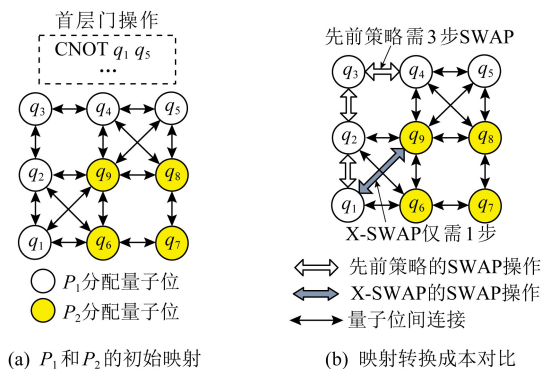 首层门操作
CNOT q1 q5
…
q3 q4 q5
q2 q9 q8
q1 q6 q7
P1分配量子位
P2分配量子位
(a) P1和P2的初始映射
先前策略需3步SWAP
q3 q4 q5
q2 q9 q8
q1 q6 q7
X-SWAP仅需1步
先前策略的SWAP操作
X-SWAP的SWAP操作
量子位间连接
(b) 映射转换成本对比